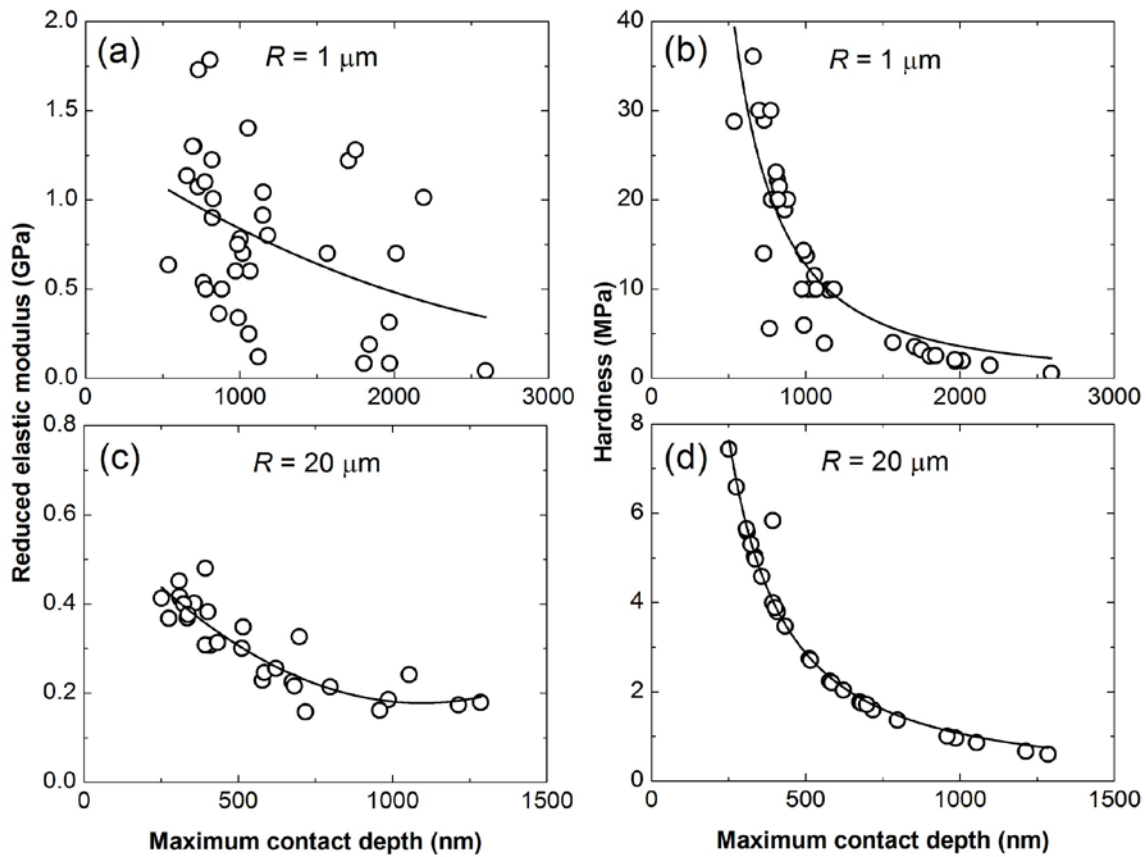 (a)
R = 1 μm
2.0
1.5
1.0
0.5
0.0
0 1000 2000 3000
(b)
R = 1 μm
40
30
20
10
0
0 1000 2000 3000
Reduced elastic modulus (GPa)
Hardness (MPa)
(c)
R = 20 μm
0.8
0.6
0.4
0.2
0.0
0 500 1000 1500
Maximum contact depth (nm)
(d)
R = 20 μm
8
6
4
2
0
0 500 1000 1500
Maximum contact depth (nm)